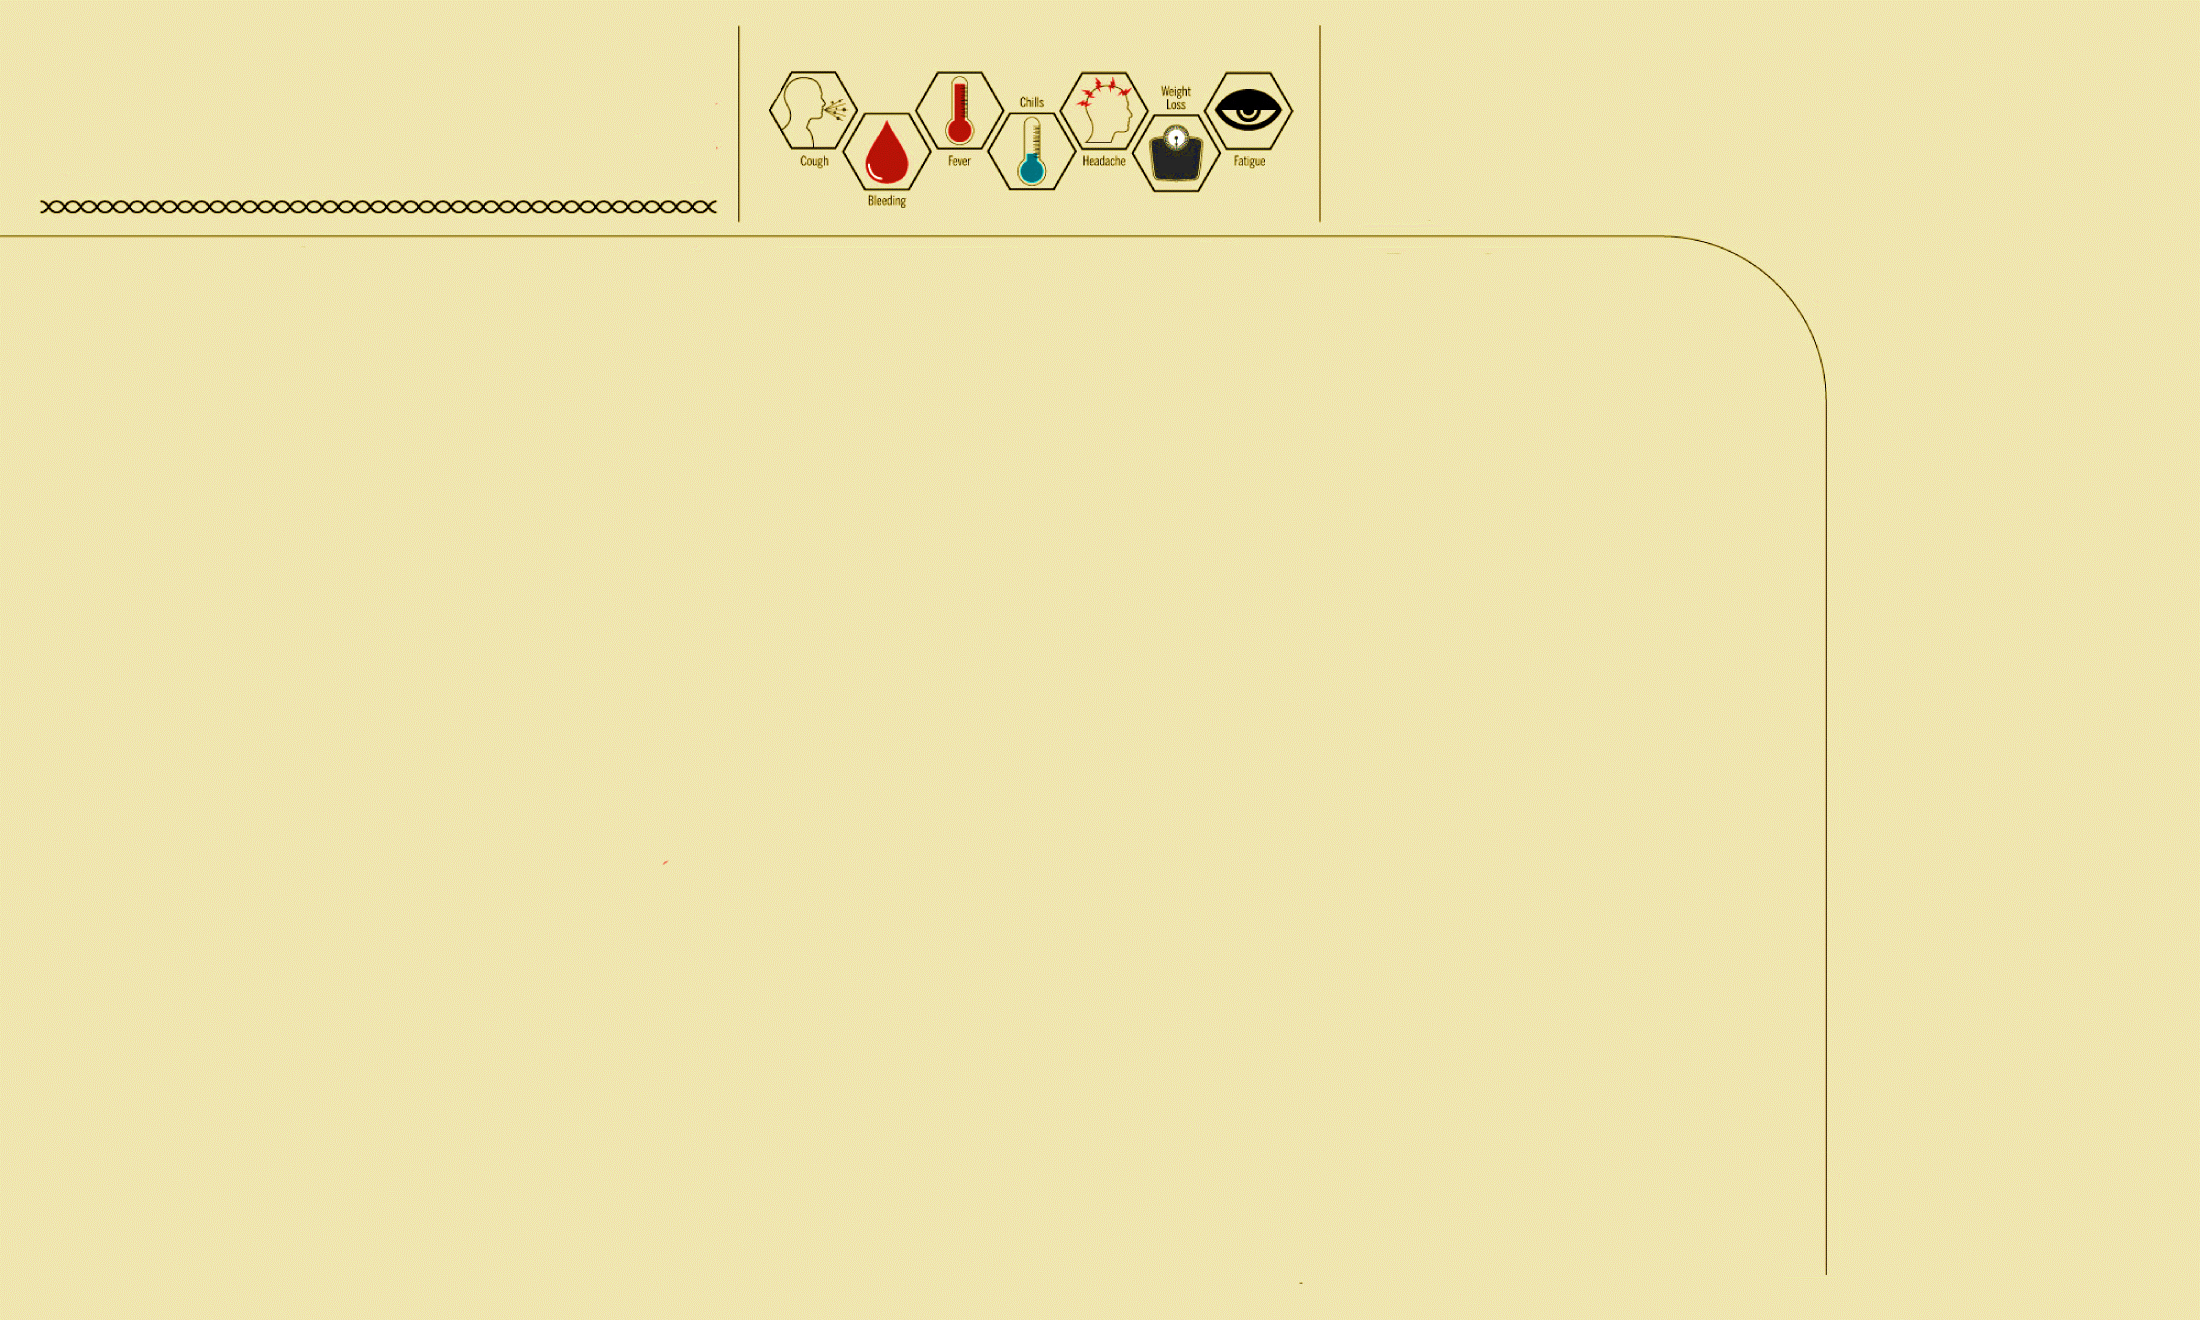 Cough
Bleeding
Fever
Chills
Headache
Weight
Loss
Fatigue